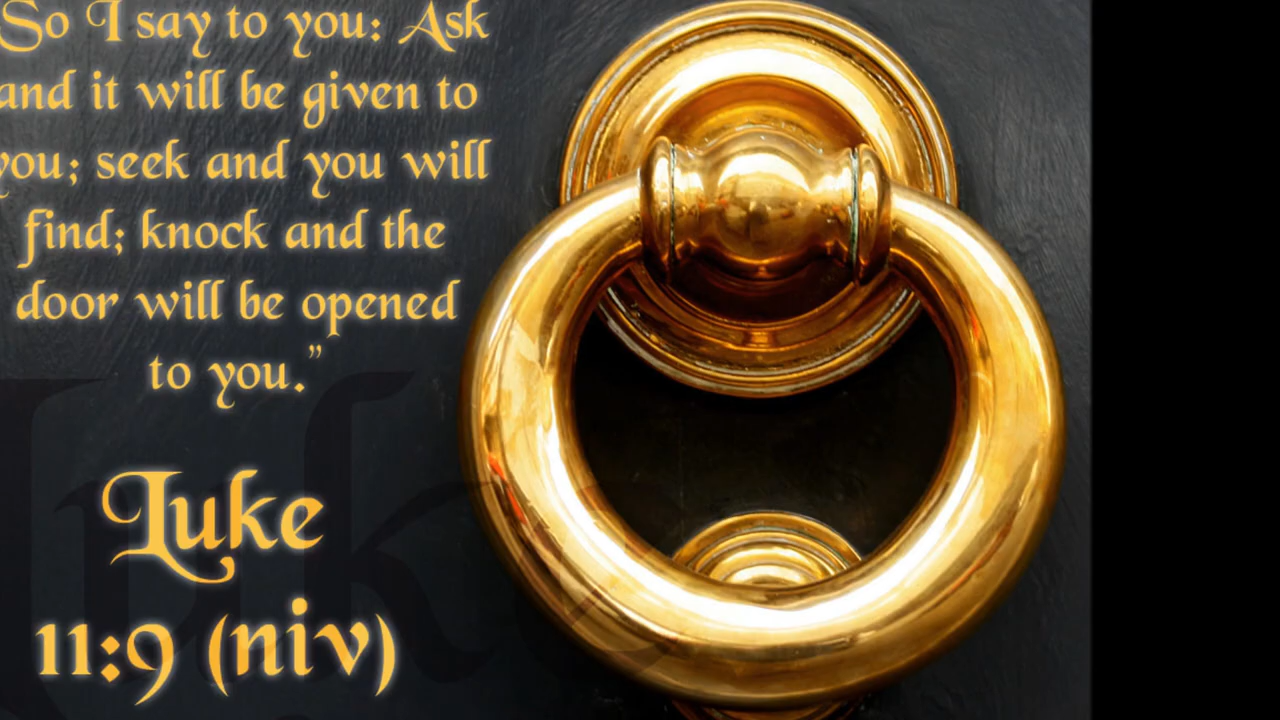 So I say to you: Ask
and it will be given to
you; seek and you will
find; knock and the
door will be opened
to you.”
Luke
11:9 (niv)
Luke